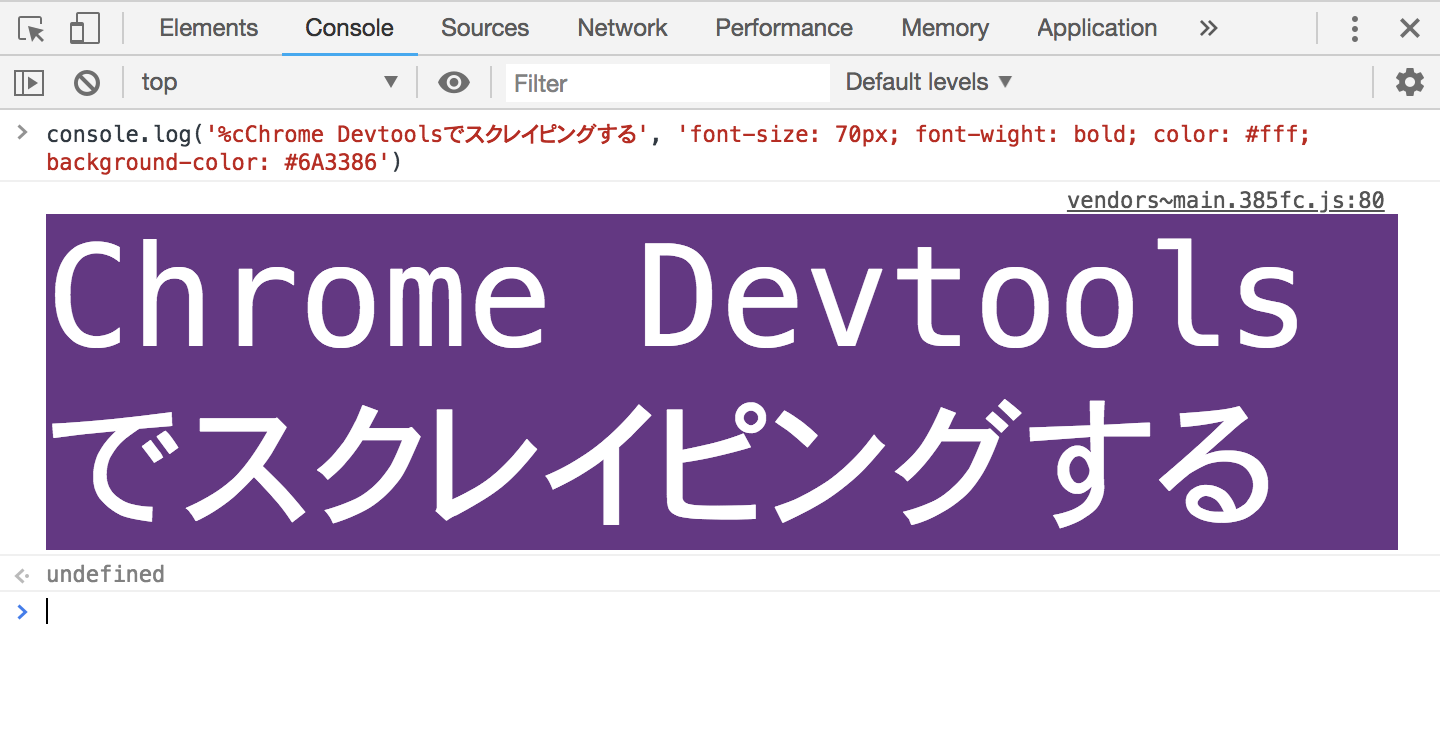 Elements Console Sources Network Performance Memory Application »
top Filter Default levels
console.log('%cChrome Devtoolsでスクレイピングする', 'font-size: 70px; font-wight: bold; color: #fff;
background-color: #6A3386')
vendors~main.385fc.js:80
Chrome Devtools
でスクレイピングする
undefined